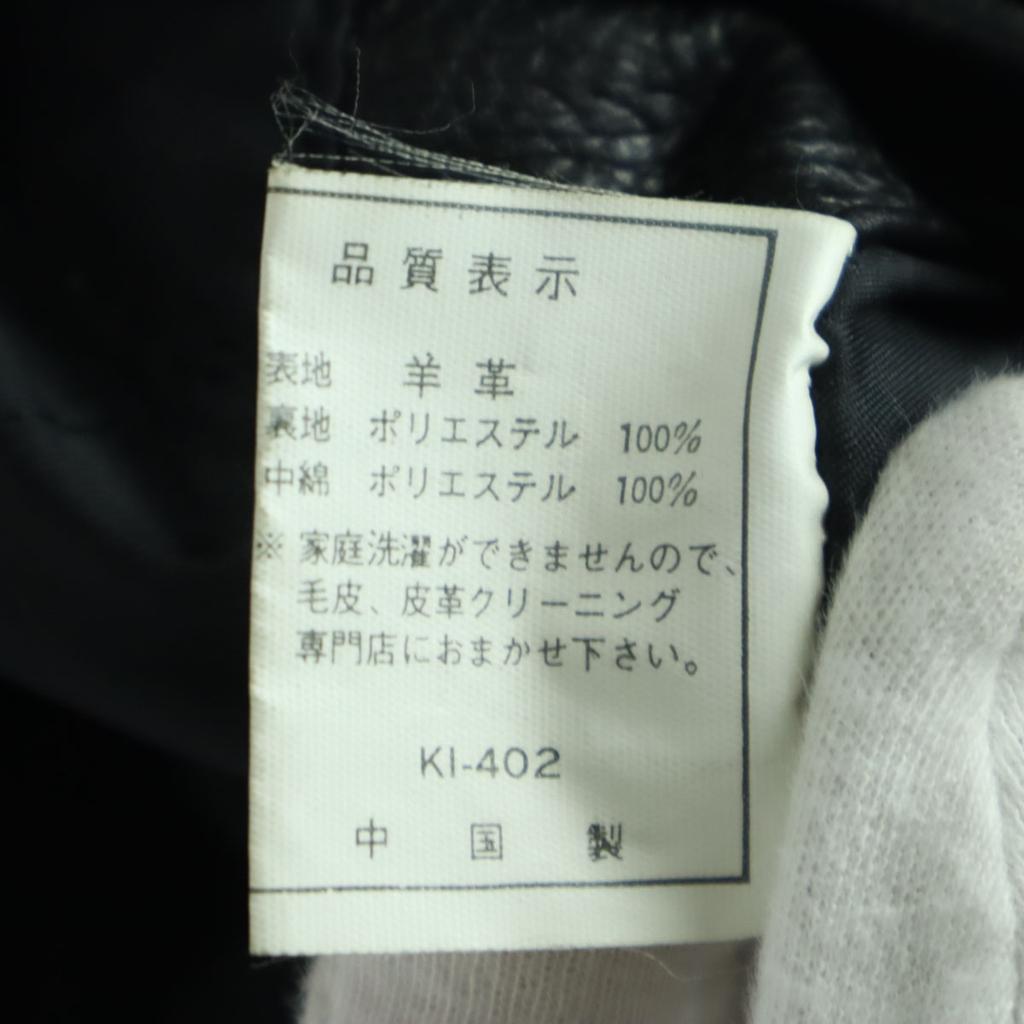 品質表示
表地 羊革
裏地 ポリエステル 100%
中綿 ポリエステル 100%
※ 家庭洗濯ができませんので、
毛皮、皮革クリーニング
専門店におまかせ下さい。
KI-402
中国製